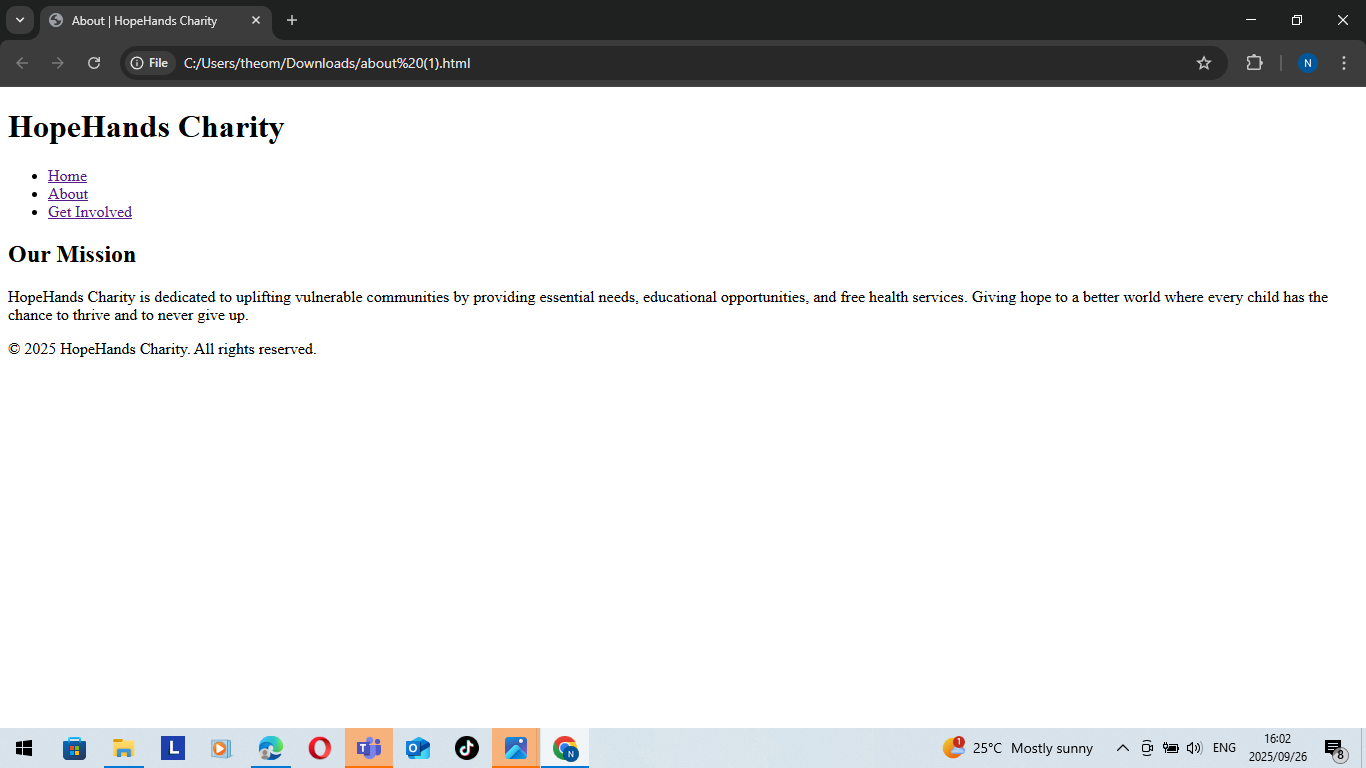 About | HopeHands Charity
File C:/Users/theom/Downloads/about%20(1).html
N
HopeHands Charity
Home
About
Get Involved
Our Mission
HopeHands Charity is dedicated to uplifting vulnerable communities by providing essential needs, educational opportunities, and free health services. Giving hope to a better world where every child has the
chance to thrive and to never give up.
© 2025 HopeHands Charity. All rights reserved.
L
T
O
N
1
25°C Mostly sunny
ENG
16:02
2025/09/26
8